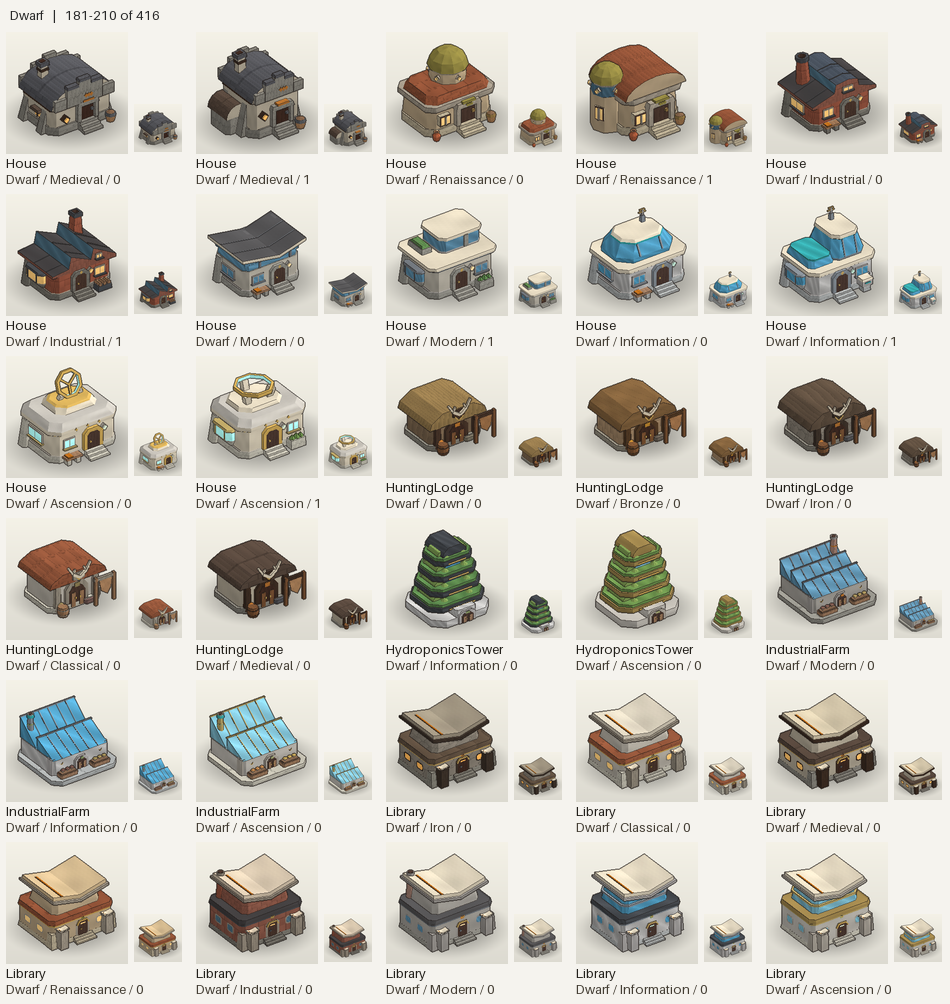 Dwarf | 181-210 of 416
House
Dwarf / Medieval / 0
House
Dwarf / Medieval / 1
House
Dwarf / Renaissance / 0
House
Dwarf / Renaissance / 1
House
Dwarf / Industrial / 0
House
Dwarf / Industrial / 1
House
Dwarf / Modern / 0
House
Dwarf / Modern / 1
House
Dwarf / Information / 0
House
Dwarf / Information / 1
House
Dwarf / Ascension / 0
House
Dwarf / Ascension / 1
HuntingLodge
Dwarf / Dawn / 0
HuntingLodge
Dwarf / Bronze / 0
HuntingLodge
Dwarf / Iron / 0
HuntingLodge
Dwarf / Classical / 0
HuntingLodge
Dwarf / Medieval / 0
HydroponicsTower
Dwarf / Information / 0
HydroponicsTower
Dwarf / Ascension / 0
IndustrialFarm
Dwarf / Modern / 0
IndustrialFarm
Dwarf / Information / 0
IndustrialFarm
Dwarf / Ascension / 0
Library
Dwarf / Iron / 0
Library
Dwarf / Classical / 0
Library
Dwarf / Medieval / 0
Library
Dwarf / Renaissance / 0
Library
Dwarf / Industrial / 0
Library
Dwarf / Modern / 0
Library
Dwarf / Information / 0
Library
Dwarf / Ascension / 0